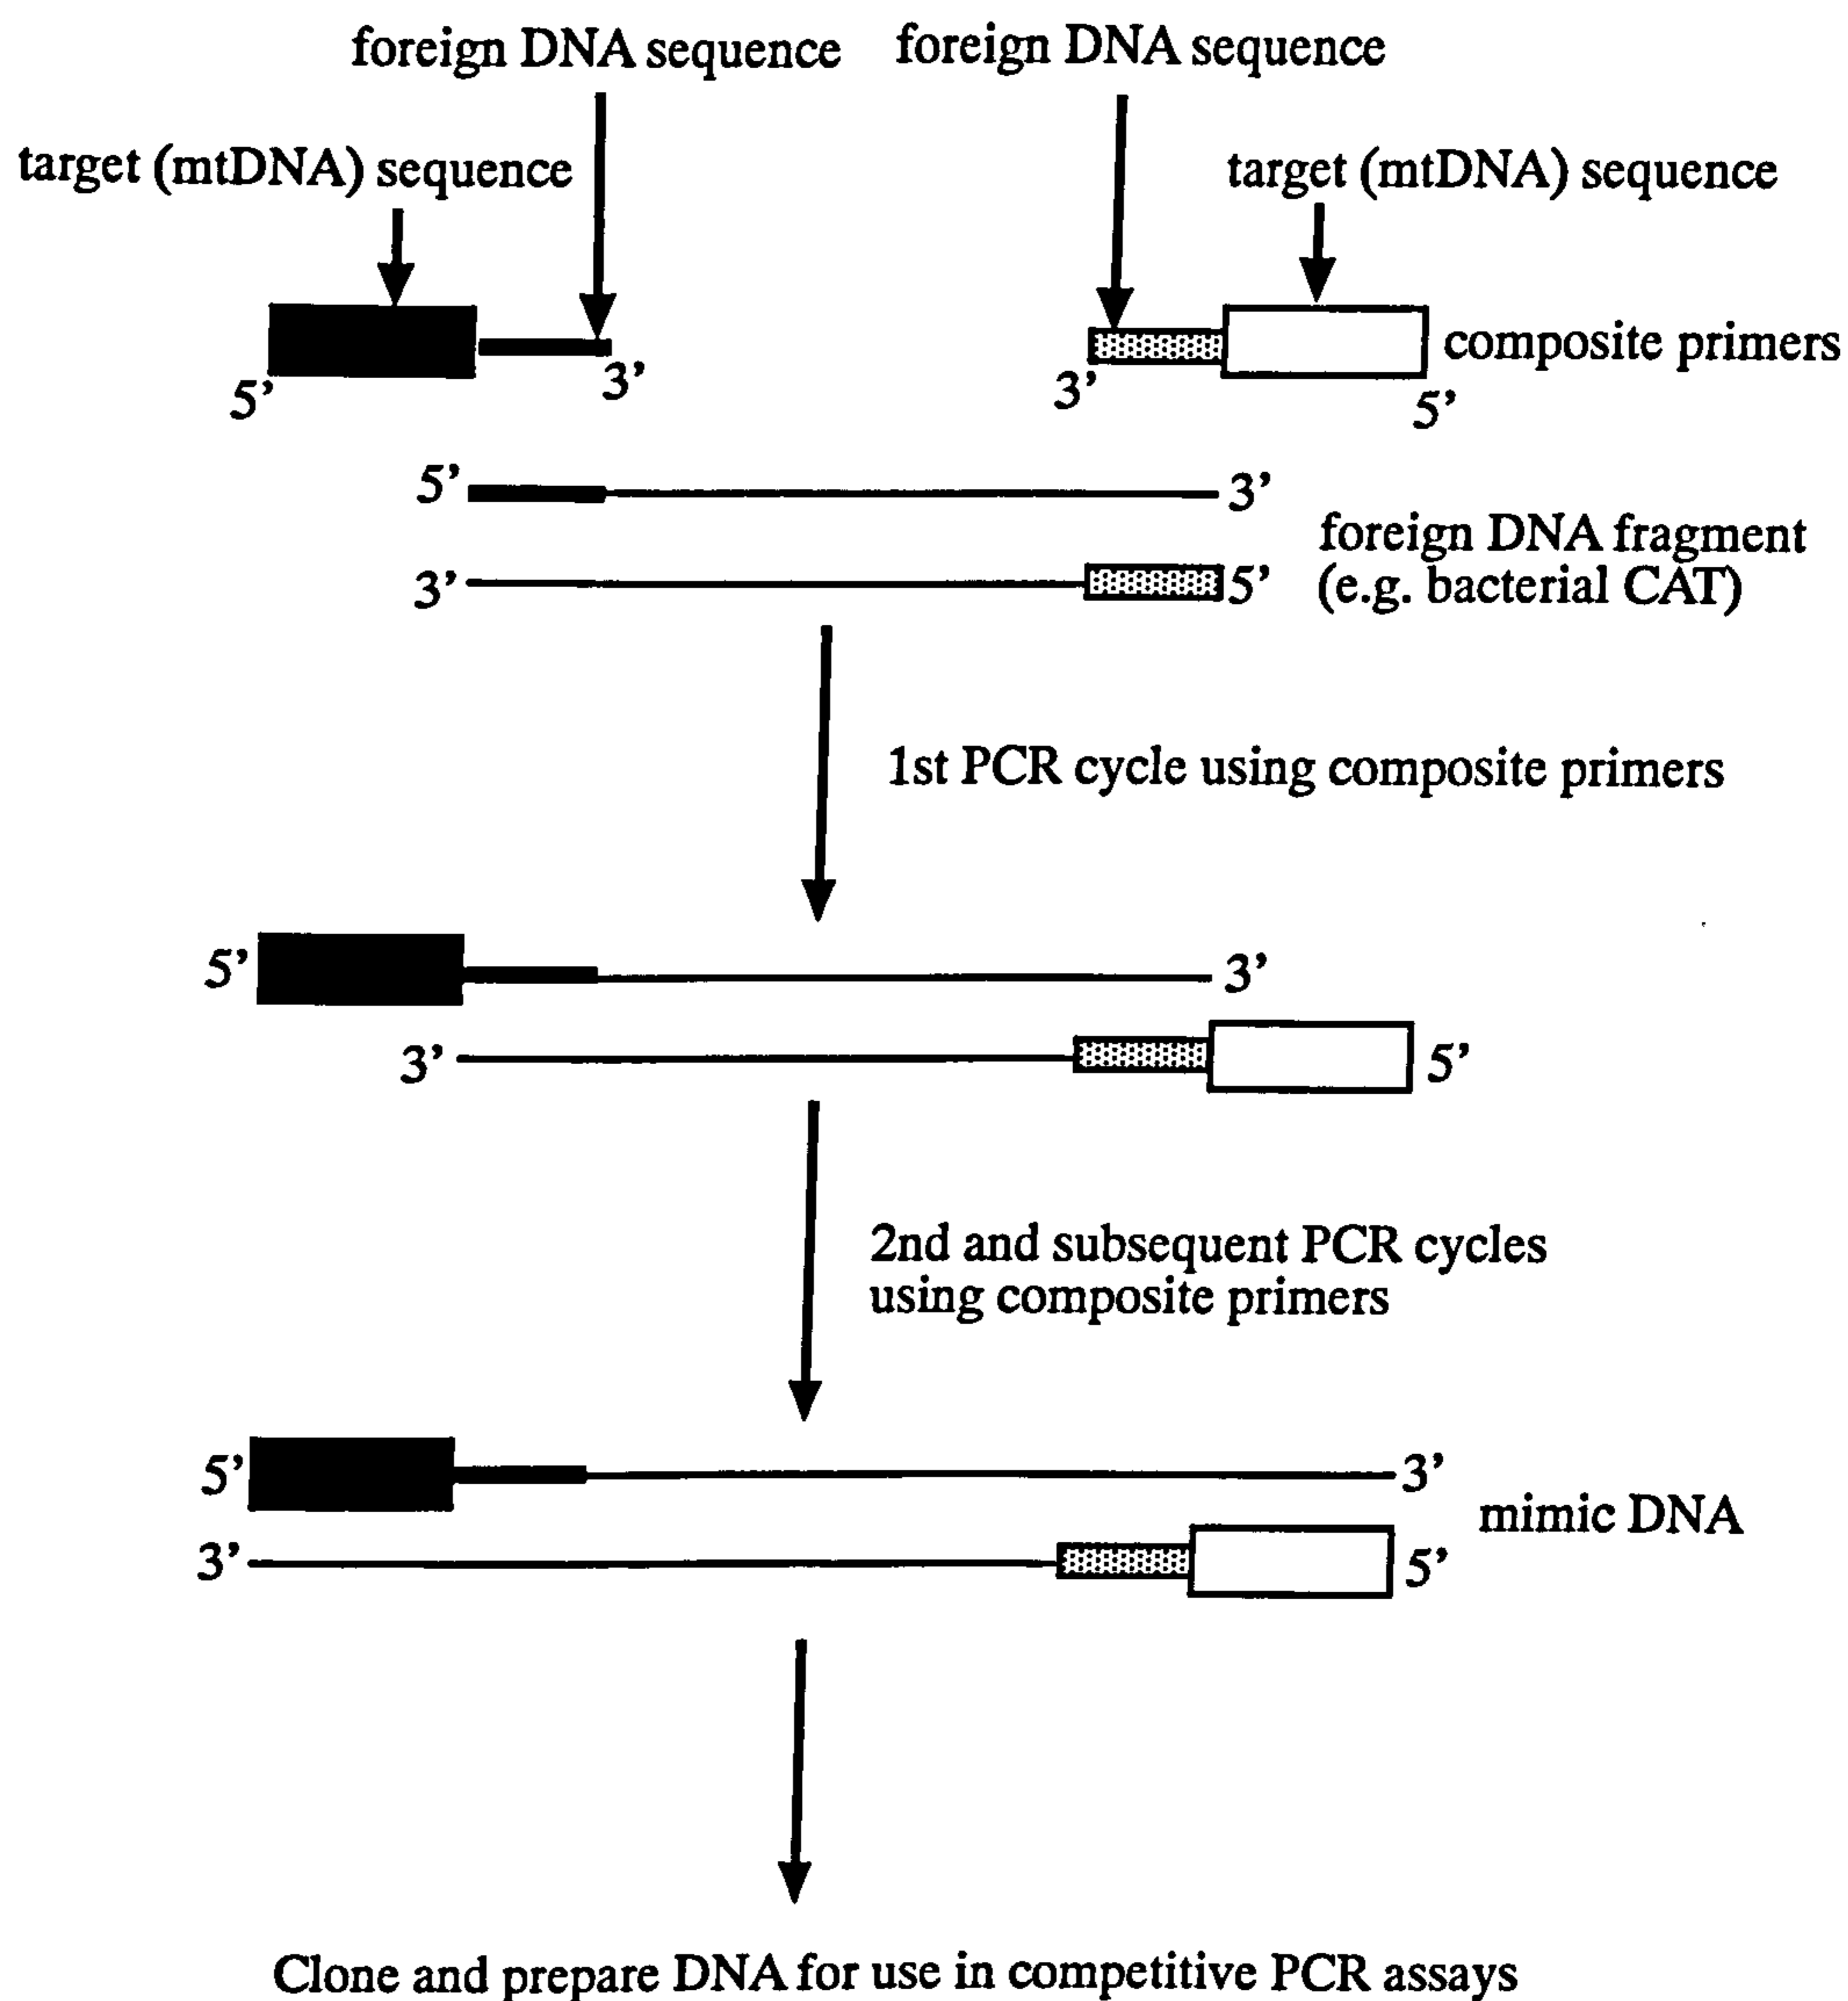 foreign DNA sequence
foreign DNA sequence
target (mtDNA) sequence
target (mtDNA) sequence
composite primers
5’
3’
3’
5’
5’
3’
foreign DNA fragment
(e.g. bacterial CAT)
3’
5’
1st PCR cycle using composite primers
5’
3’
3’
5’
2nd and subsequent PCR cycles
using composite primers
5’
3’
mimic DNA
3’
5’
Clone and prepare DNA for use in competitive PCR assays